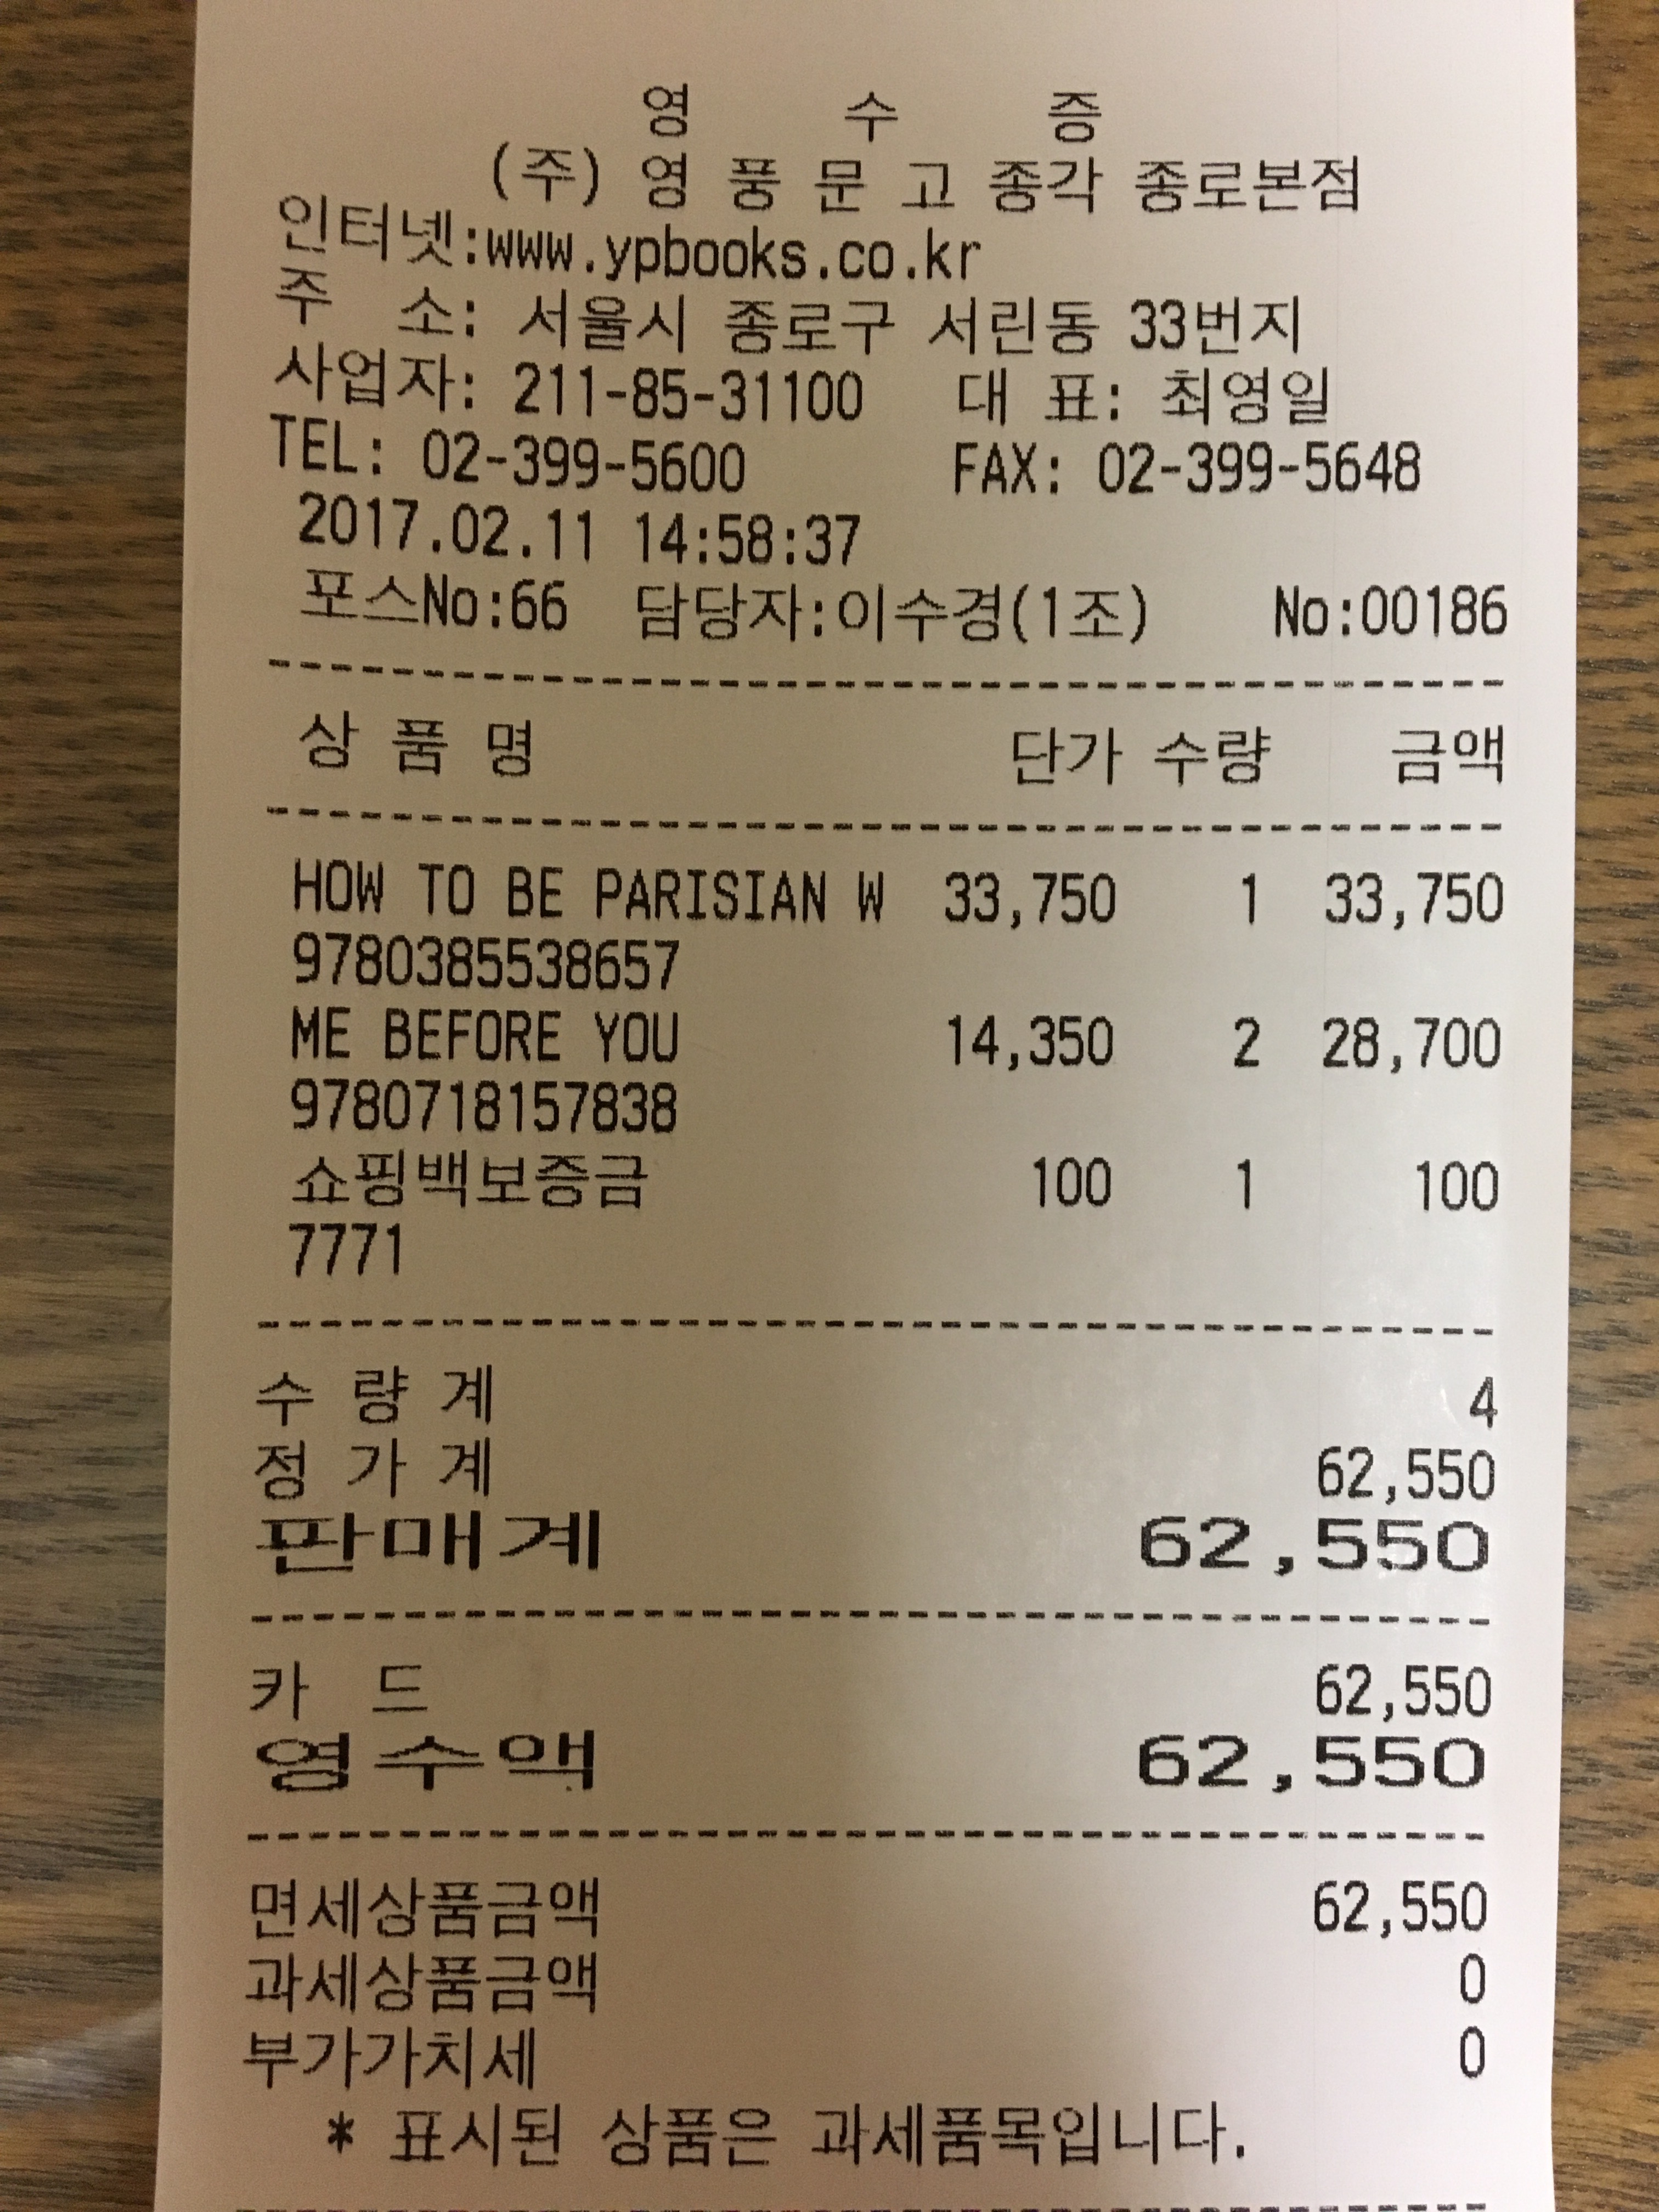 영 수 증
(주) 영 풍 문 고 종각 종로본점
인터넷:www.ypbooks.co.kr
주 소: 서울시 종로구 서린동 33번지
사업자: 211-85-31100 대 표: 최영일
TEL: 02-399-5600 FAX: 02-399-5648
2017.02.11 14:58:37
포스No:66 담당자:이수경(1조) No:00186
상 품 명 단가 수량 금액
HOW TO BE PARISIAN W 33,750 1 33,750
9780385538657
ME BEFORE YOU 14,350 2 28,700
9780718157838
쇼핑백보증금 100 1 100
7771
수 량 계 4
정 가 계 62,550
판매계 62,550
카 드 62,550
영수액 62,550
면세상품금액 62,550
과세상품금액 0
부가가치세 0
* 표시된 상품은 과세품목입니다.